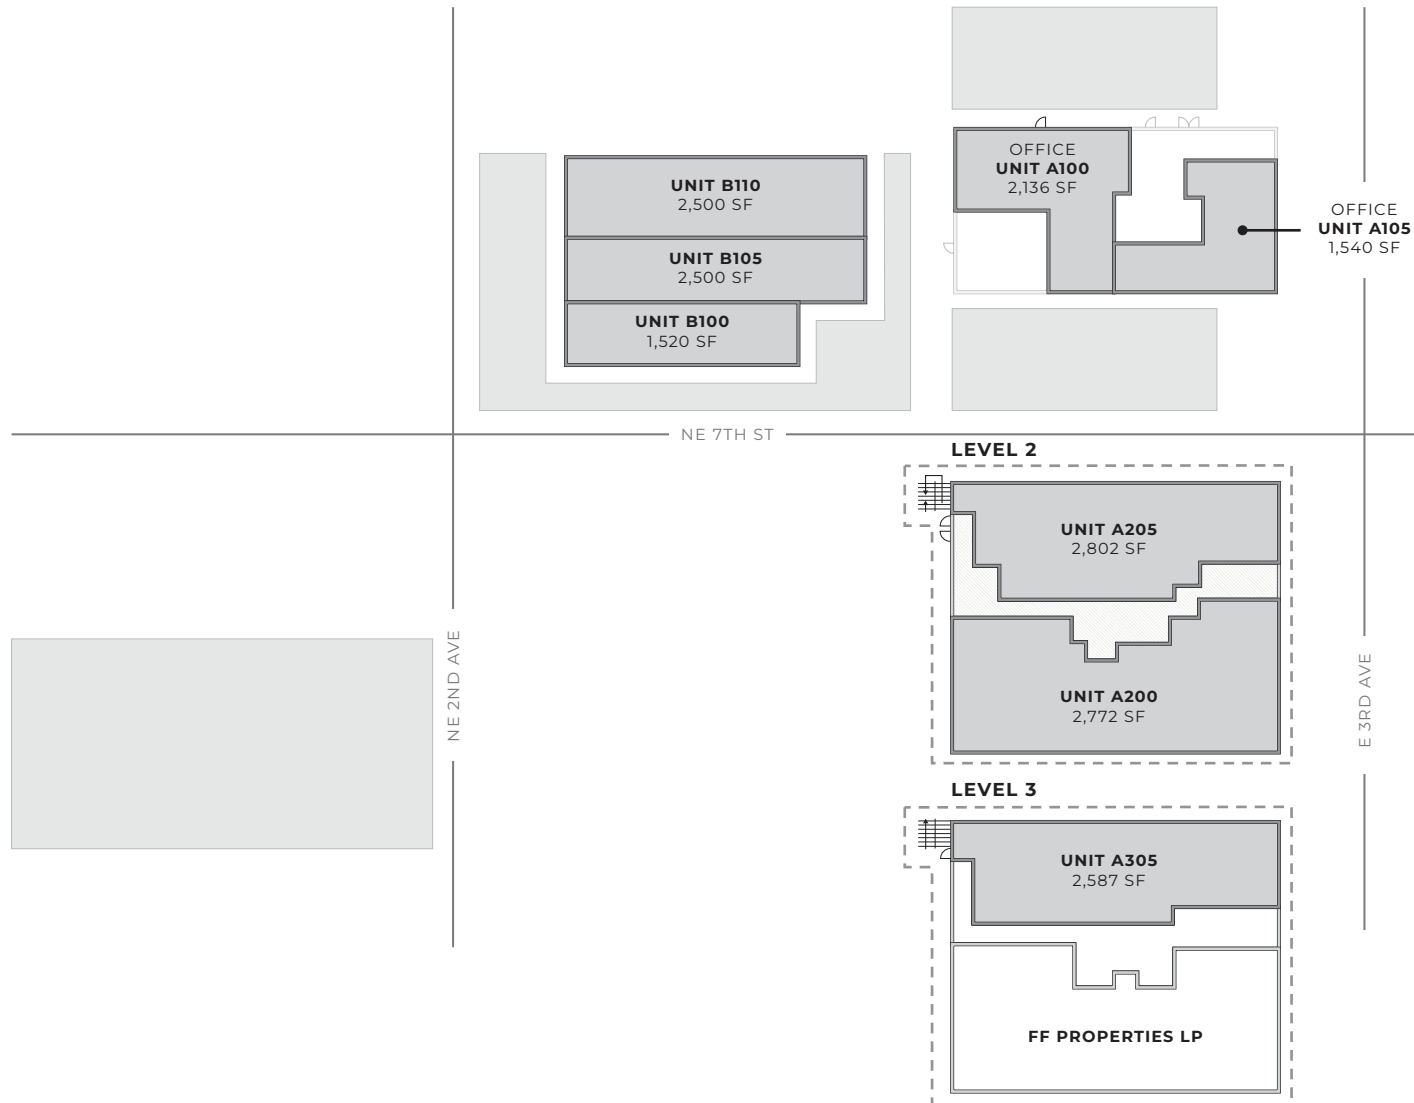 OFFICE
UNIT A100
2,136 SF
UNIT B110
2,500 SF
OFFICE
UNIT A105
1,540 SF
UNIT B105
2,500 SF
UNIT B100
1,520 SF
NE 7TH ST
LEVEL 2
UNIT A205
2,802 SF
NE 2ND AVE
E 3RD AVE
UNIT A200
2,772 SF
LEVEL 3
UNIT A305
2,587 SF
FF PROPERTIES LP